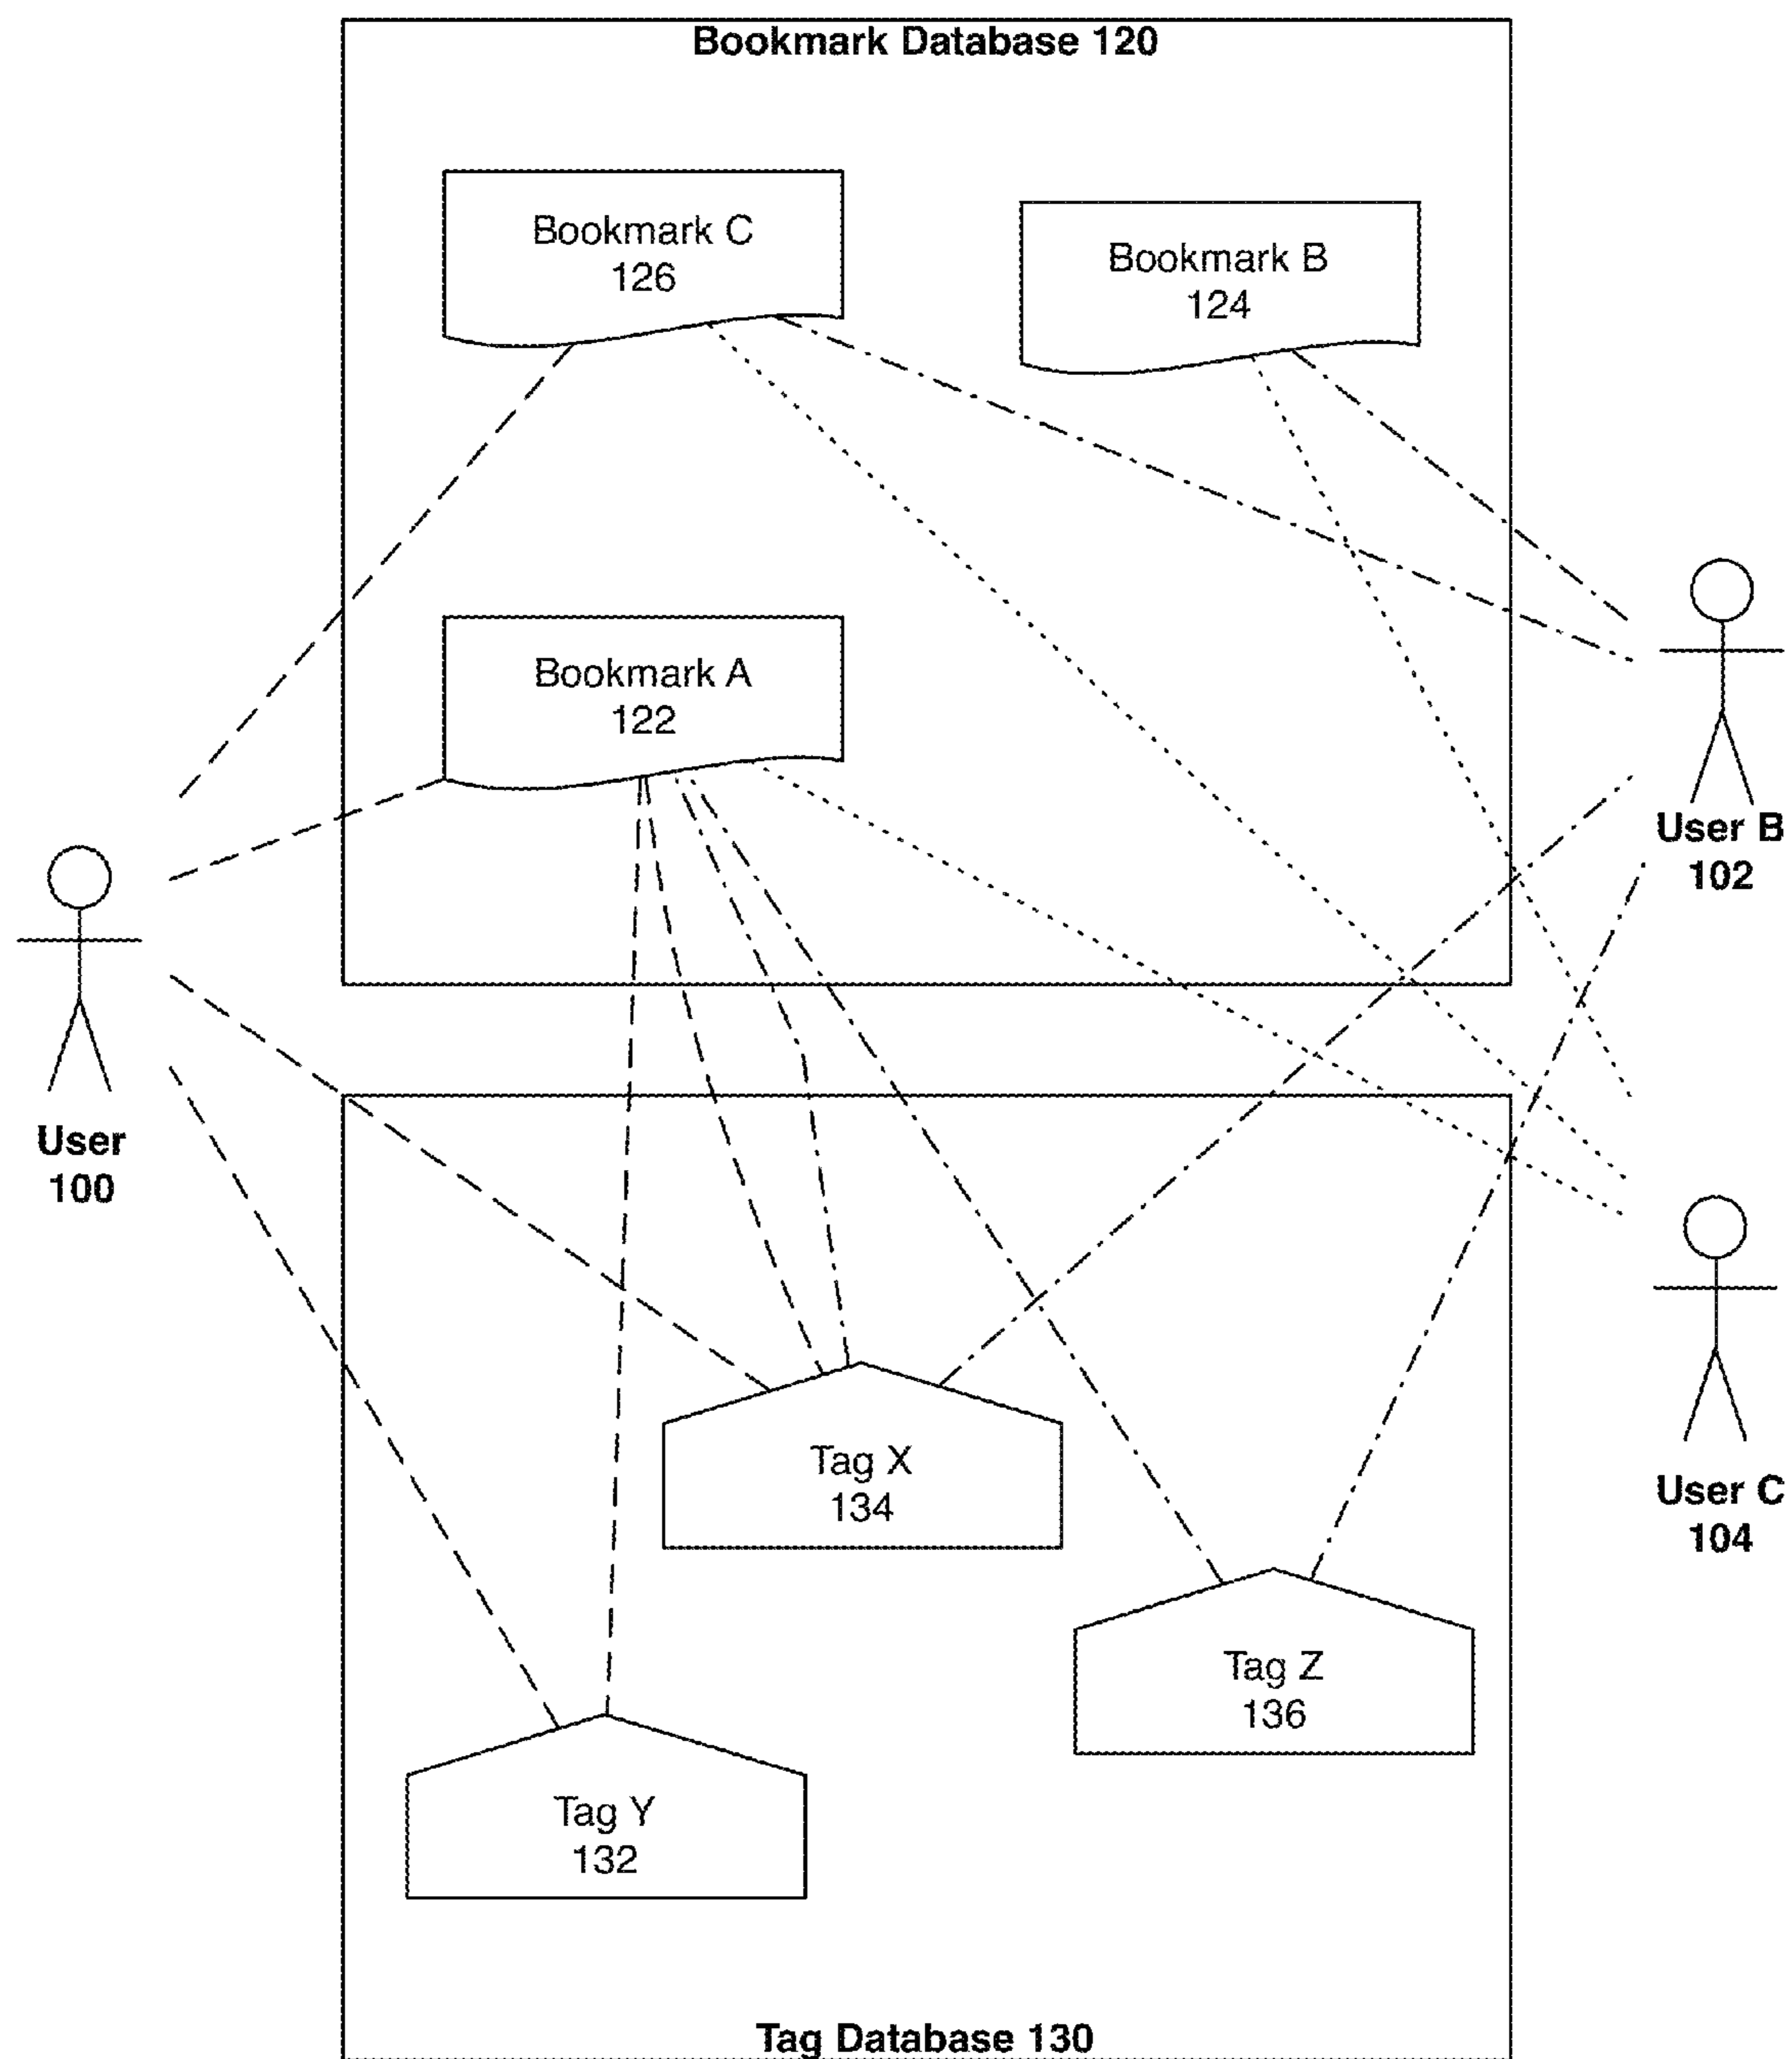 Bookmark Database 120
Bookmark C
126
Bookmark B
124
Bookmark A
122
User B
102
User
100
Tag X
134
User C
104
Tag Z
136
Tag Y
132
Tag Database 130